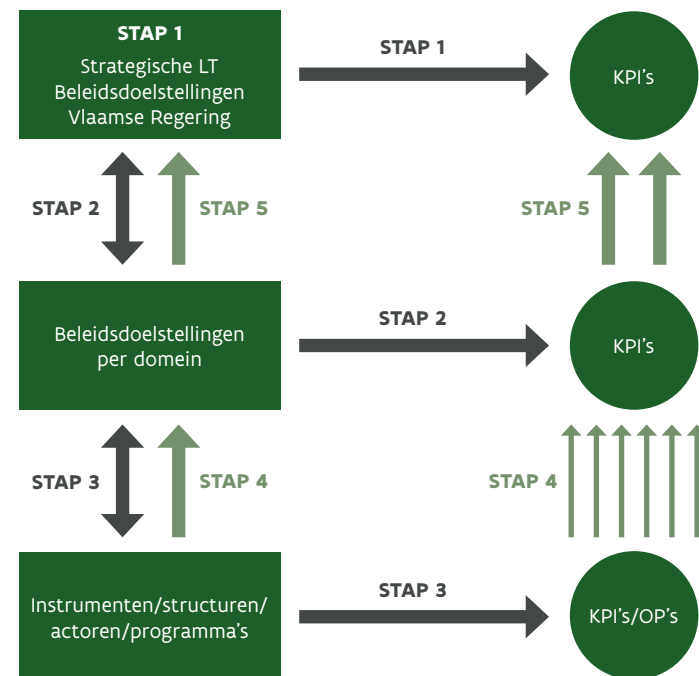 STAP 1
Strategische LT
Beleidsdoelstellingen
Vlaamse Regering
STAP 1
KPI's
STAP 2
STAP 5
STAP 5
Beleidsdoelstellingen
per domein
STAP 2
KPI's
STAP 3
STAP 4
STAP 4
Instrumenten/structuren/
actoren/programma's
STAP 3
KPI's/OP's